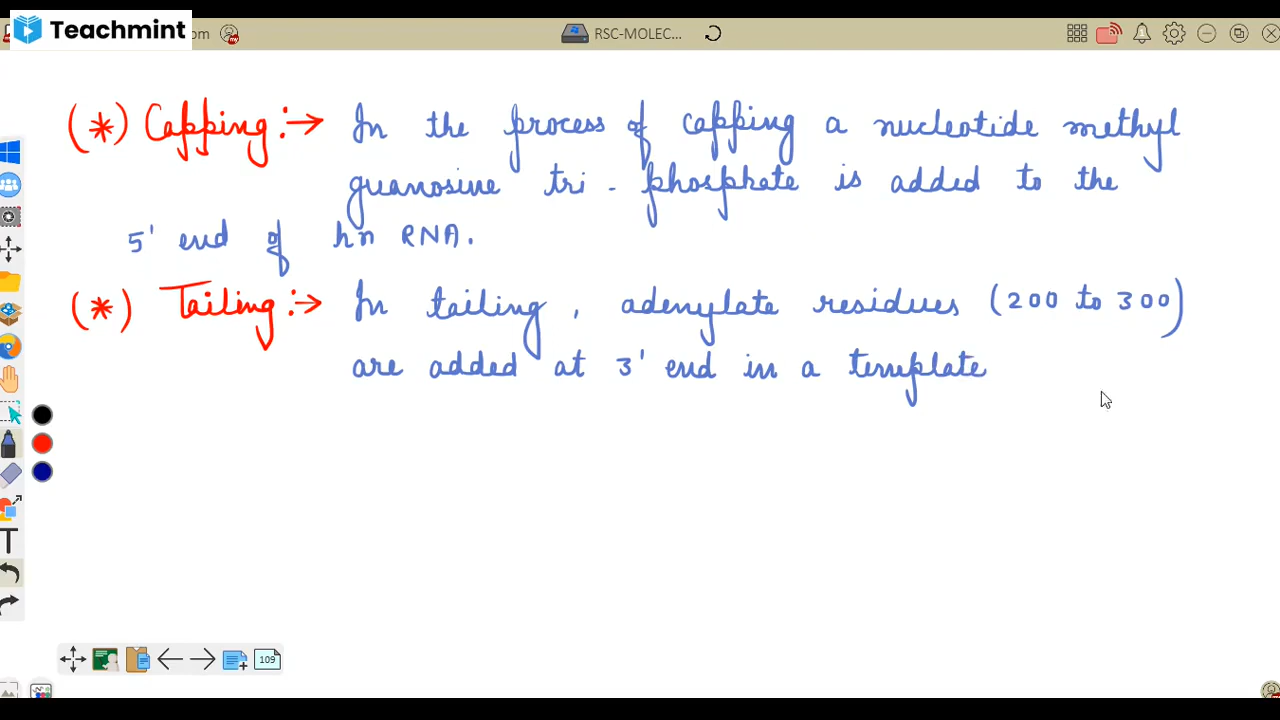 Teachmint
om
RSC-MOLEC...
(*) Capping :→ In the process of capping a nucleotide methyl
guanosine tri - phosphate is added to the
5' end of hn RNA.
(*) Tailing :→ In tailing, adenylate residues (200 to 300)
are added at 3' end in a template
T
109